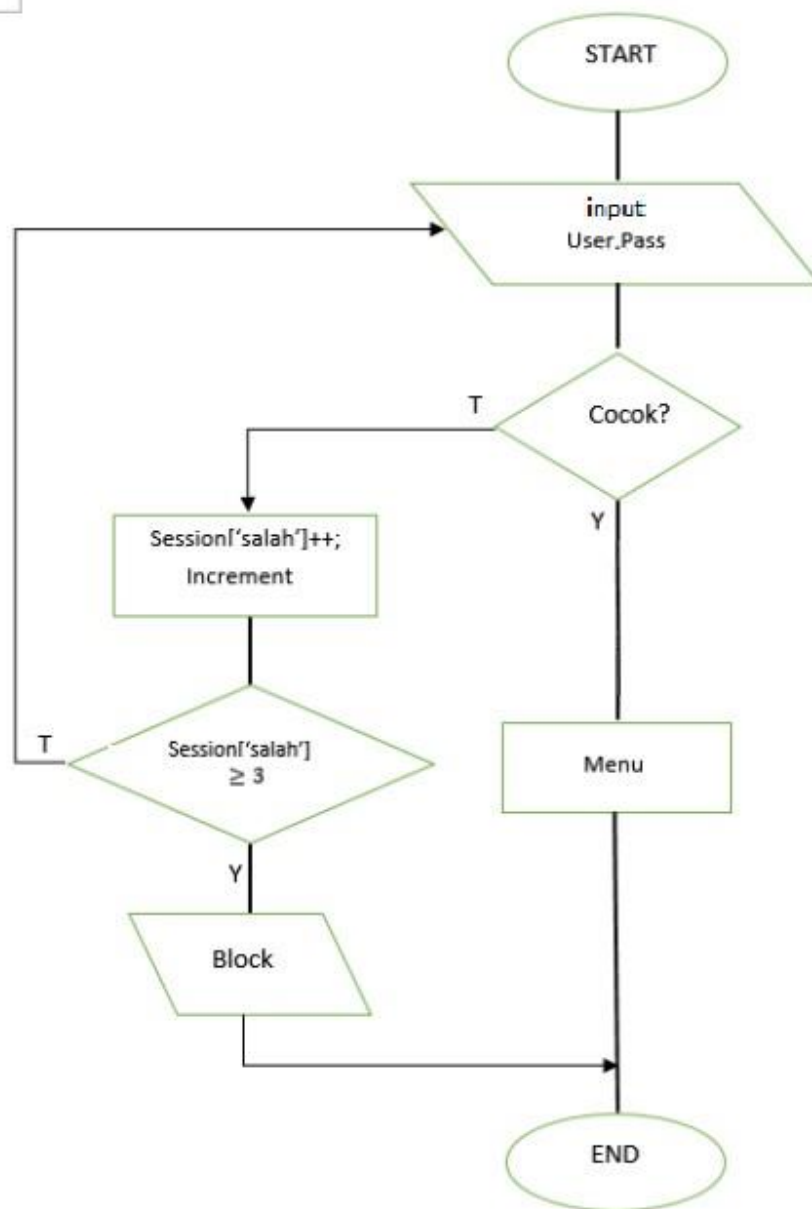 START
input
User.Pass
Cocok?
T
Y
Session['salah']++;
Increment
Session['salah']
≥ 3
T
Y
Menu
Block
END